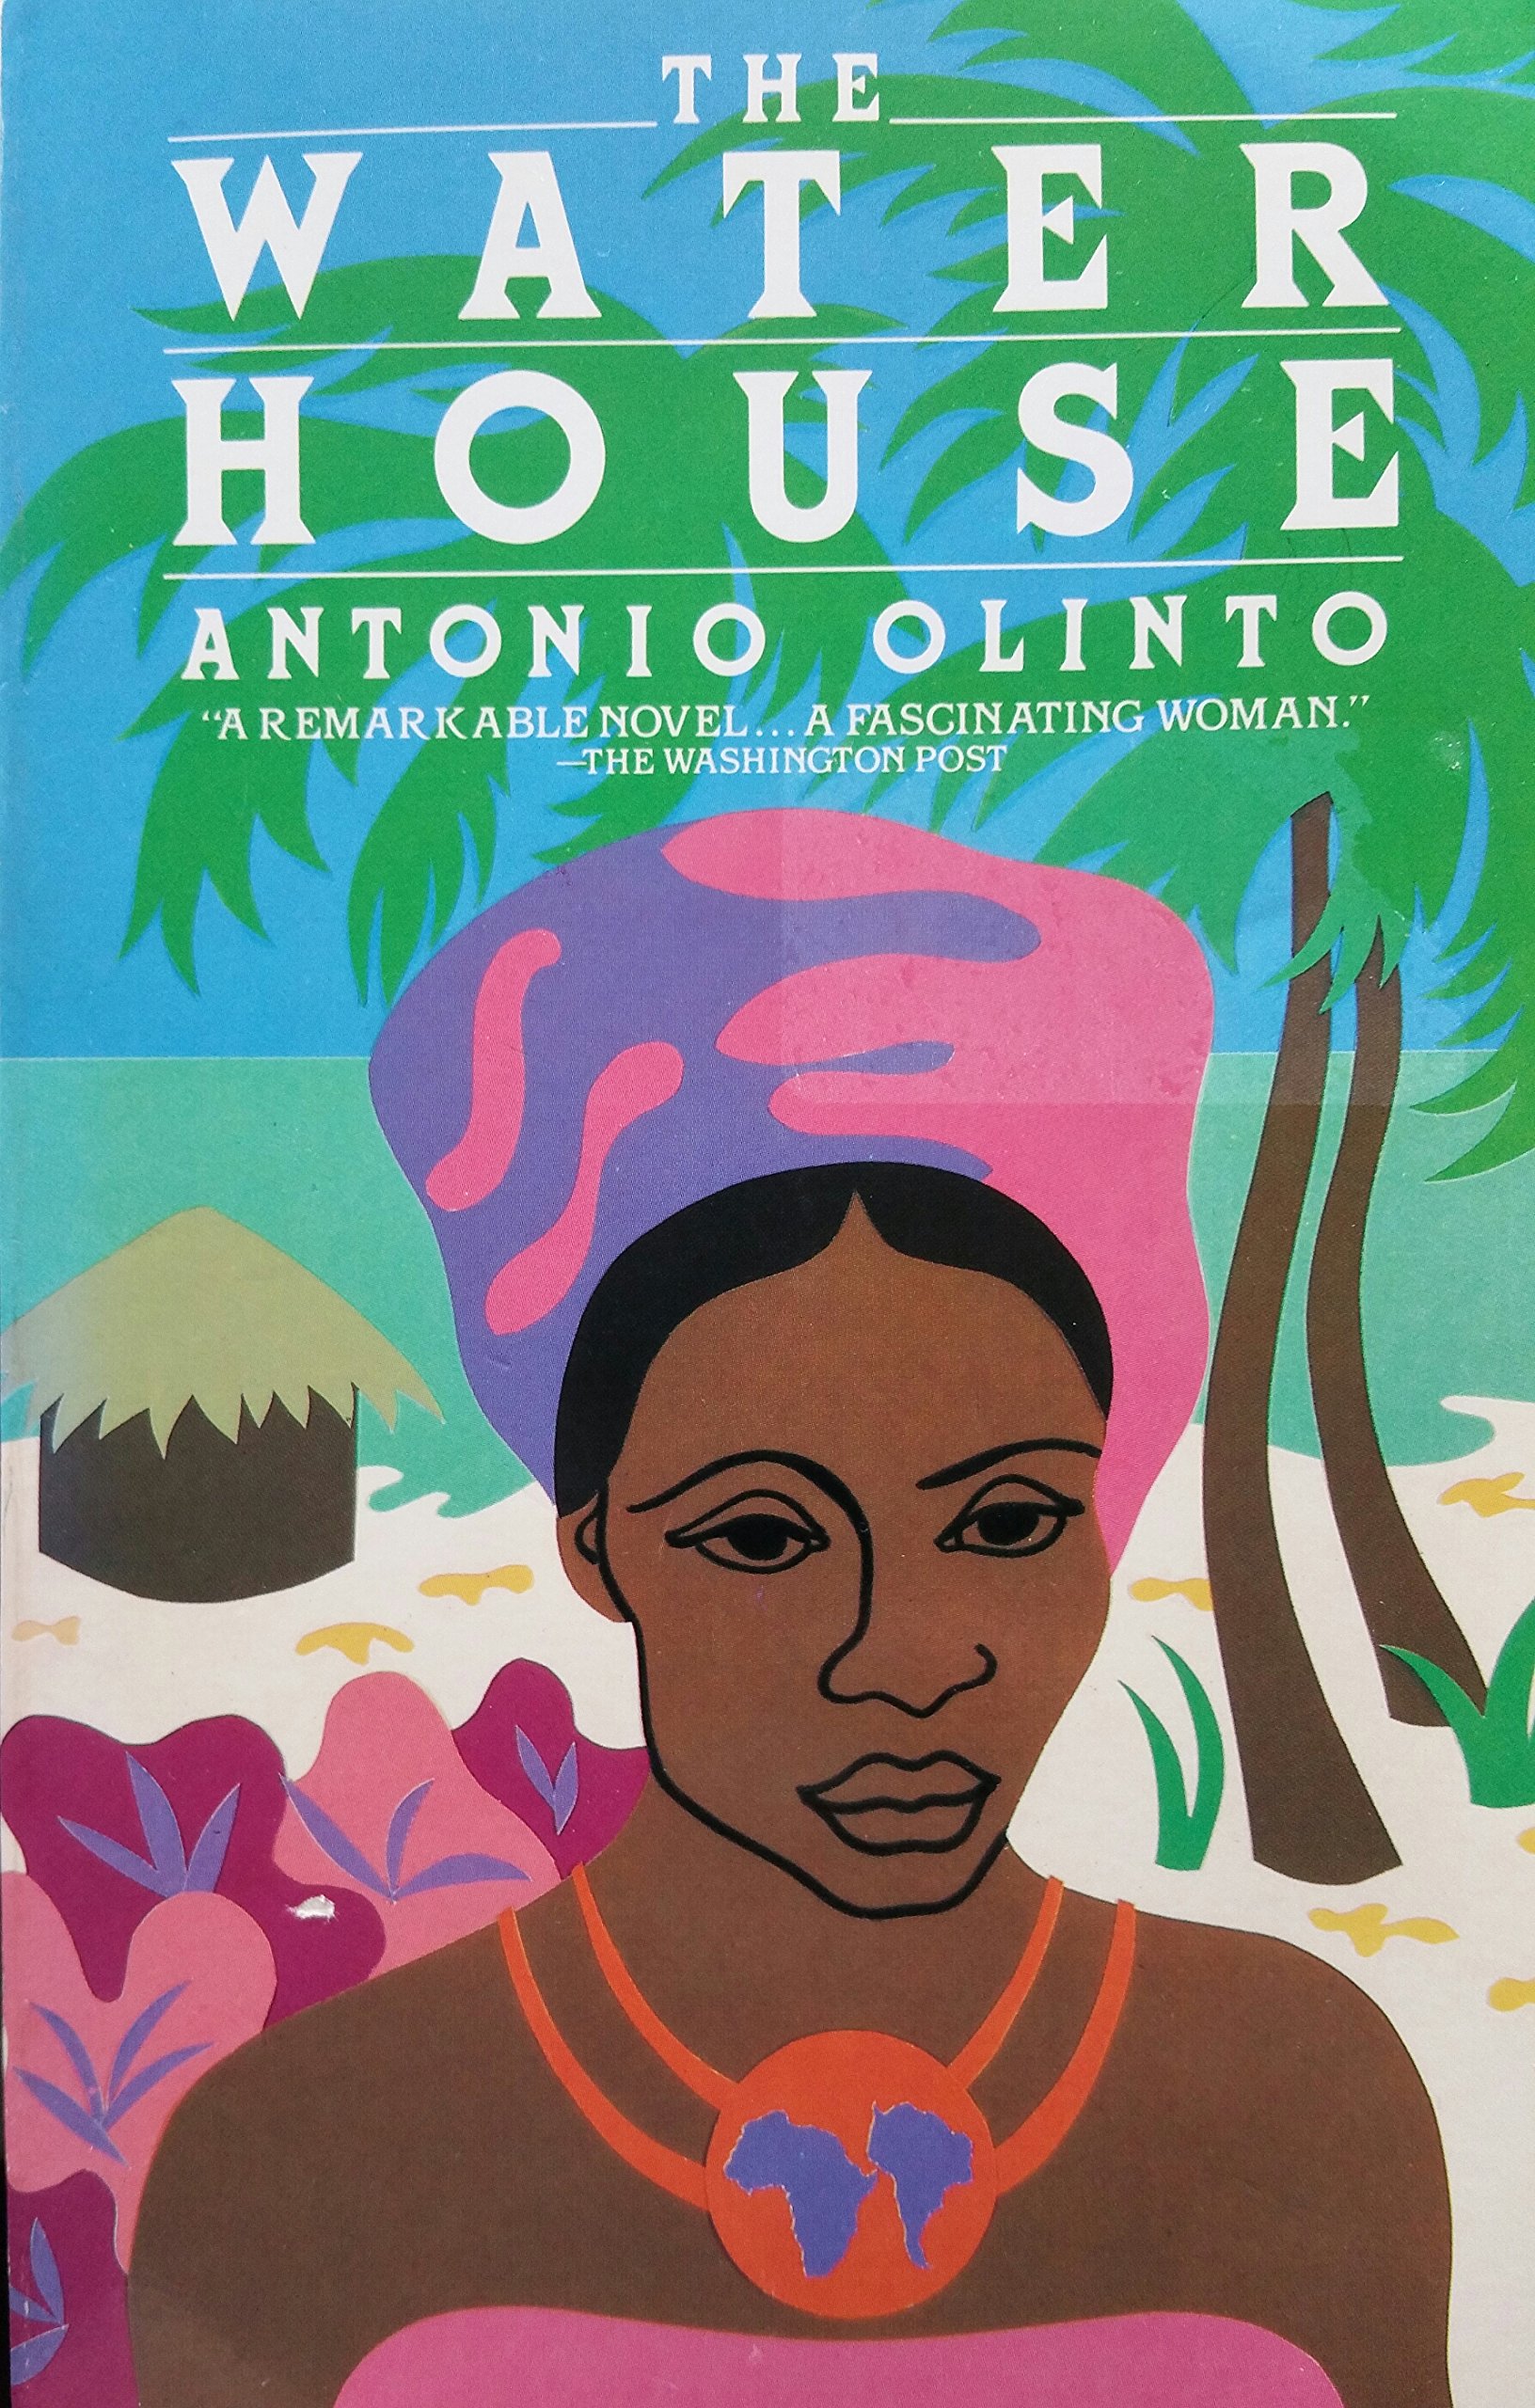 THE
WATER
HOUSE
ANTONIO OLINTO
“A REMARKABLE NOVEL... A FASCINATING WOMAN.”
—THE WASHINGTON POST